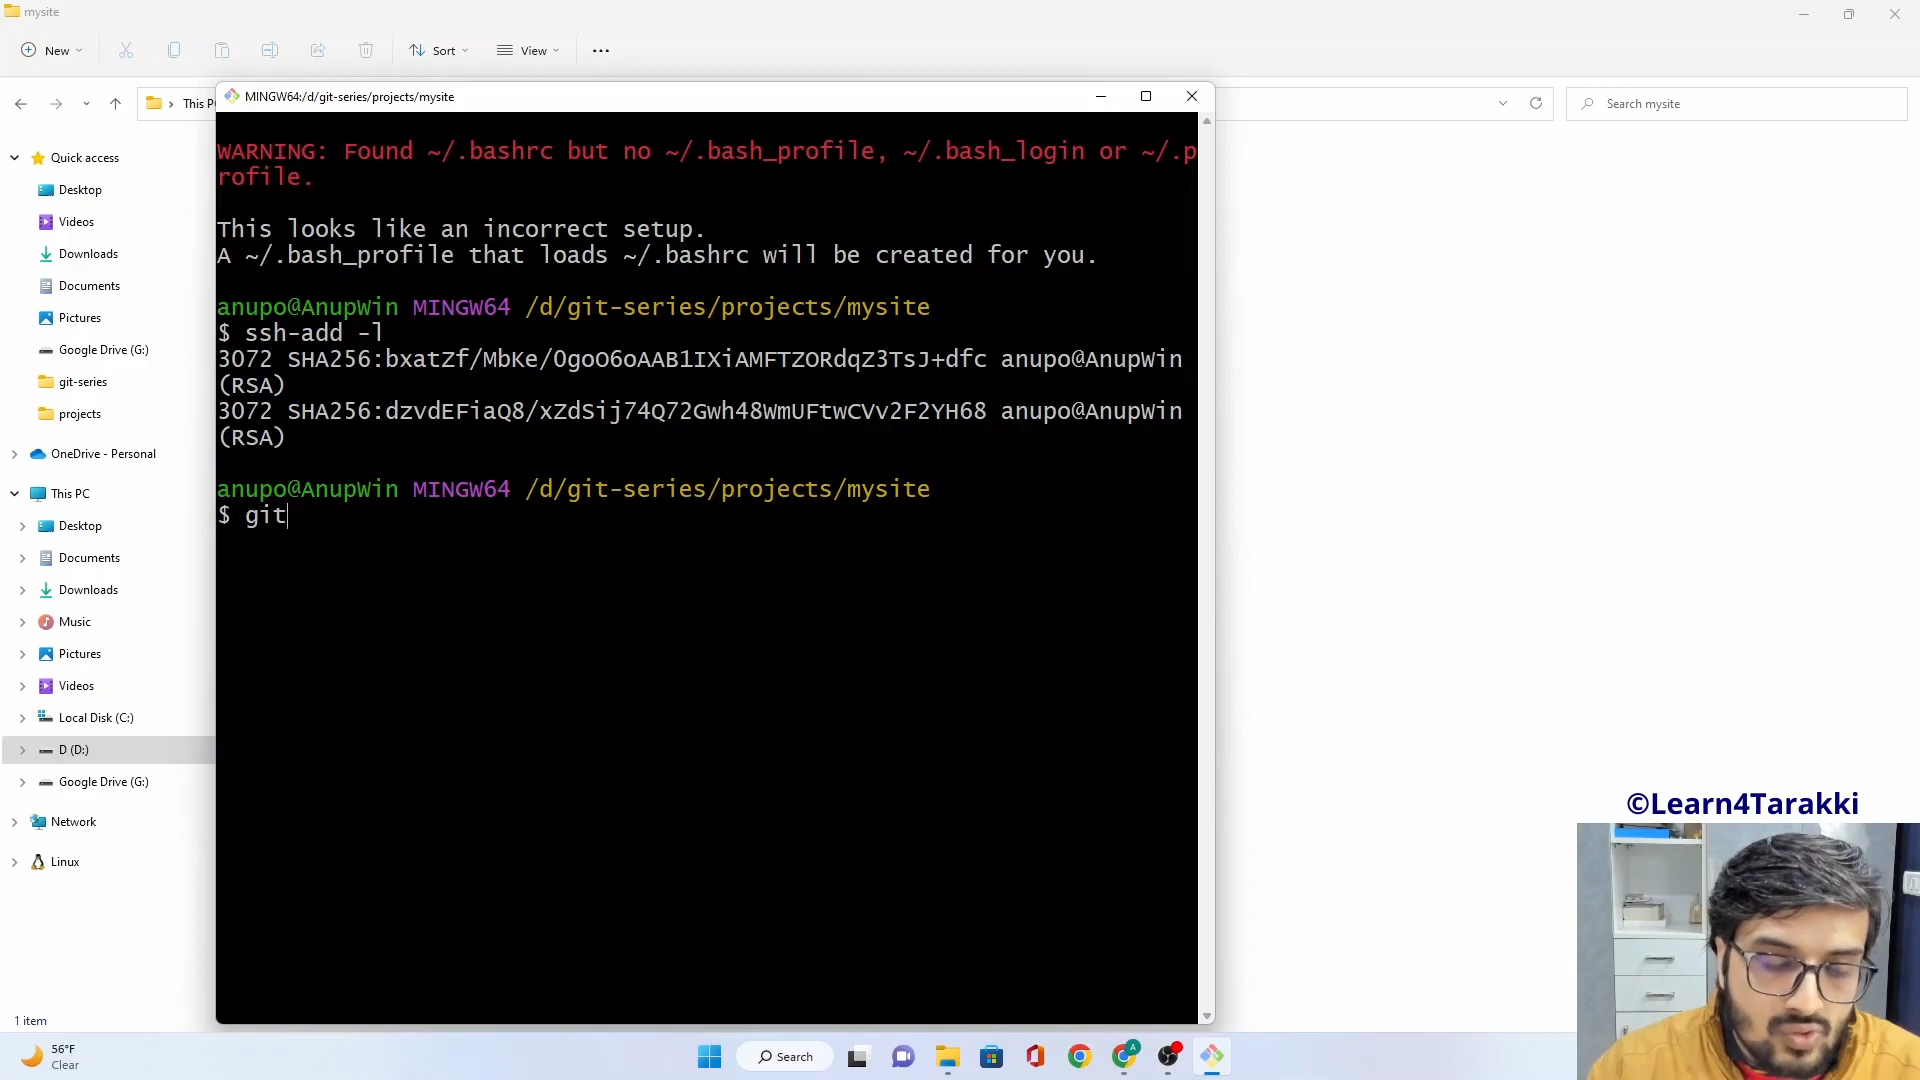 mysite
New
Sort
View
This P
Search mysite
MINGW64:/d/git-series/projects/mysite
WARNING: Found ~/.bashrc but no ~/.bash_profile, ~/.bash_login or ~/.p
rofile.
This looks like an incorrect setup.
A ~/.bash_profile that loads ~/.bashrc will be created for you.
anupo@AnupWin MINGW64 /d/git-series/projects/mysite
$ ssh-add -l
3072 SHA256:bxatZf/MbKe/0goO6oAAB1IXiAMFTZORdqZ3TsJ+dfc anupo@AnupWin
(RSA)
3072 SHA256:dzvdEFiaQ8/xZdSij74Q72Gwh48WmUFtwCVv2F2YH68 anupo@AnupWin
(RSA)
anupo@AnupWin MINGW64 /d/git-series/projects/mysite
$ git
Quick access
Desktop
Videos
Downloads
Documents
Pictures
Google Drive (G:)
git-series
projects
OneDrive - Personal
This PC
Desktop
Documents
Downloads
Music
Pictures
Videos
Local Disk (C:)
D (D:)
Google Drive (G:)
Network
Linux
1 item
©Learn4Tarakki
56°F
Clear
Search
A